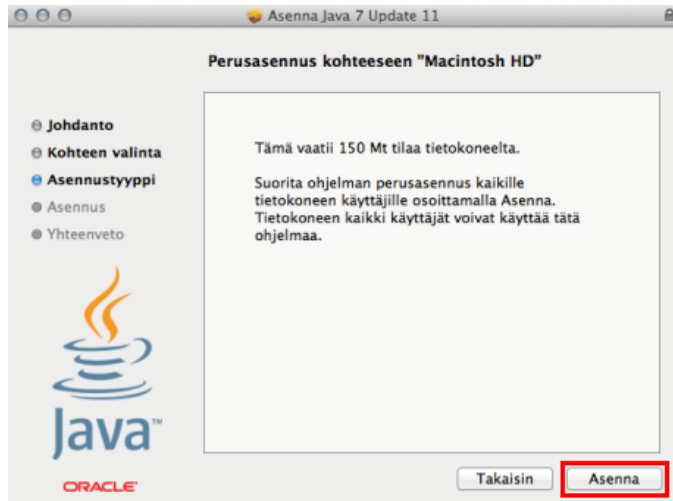 Asenna Java 7 Update 11
Perusasennus kohteeseen "Macintosh HD"
Johdanto
Kohteen valinta
Asennustyyppi
Asennus
Yhteenveto
Tämä vaatii 150 Mt tilaa tietokoneelta.
Suorita ohjelman perusasennus kaikille
tietokoneen käyttäjille osoittamalla Asenna.
Tietokoneen kaikki käyttäjät voivat käyttää tätä
ohjelmaa.
Java™
ORACLE®
Takaisin
Asenna